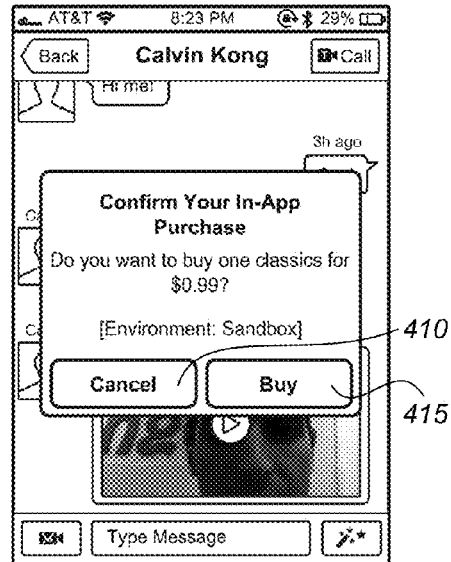 AT&T 8:23 PM 29%
Back Calvin Kong Call
Hi me!
3h ago
Confirm Your In-App
Purchase
Do you want to buy one classics for
$0.99?
[Environment: Sandbox]
410
Cancel Buy
415
Type Message